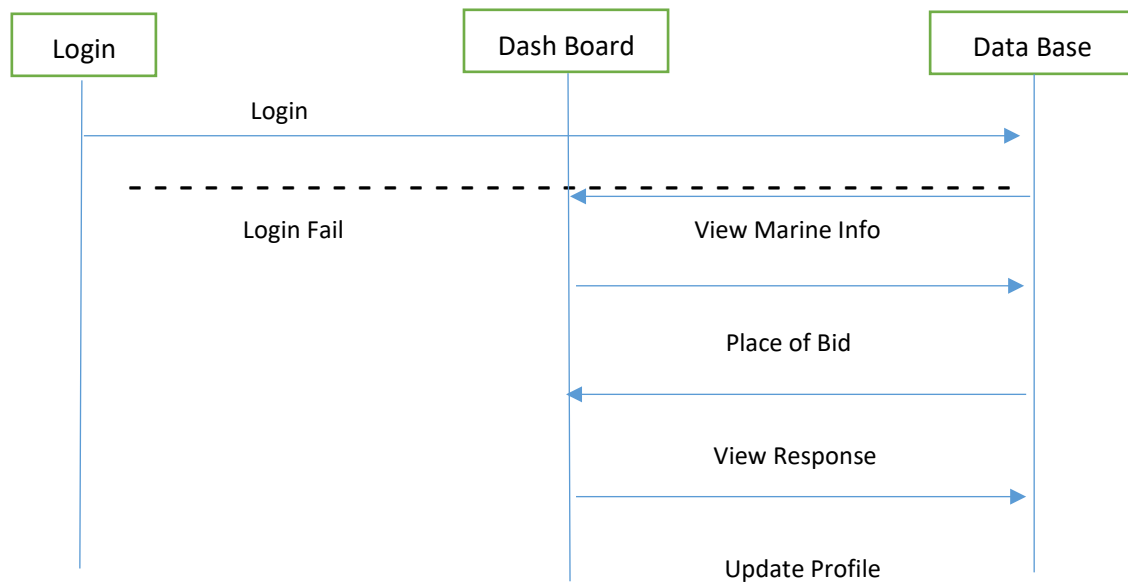 Login
Dash Board
Data Base
Login
Login Fail
View Marine Info
Place of Bid
View Response
Update Profile